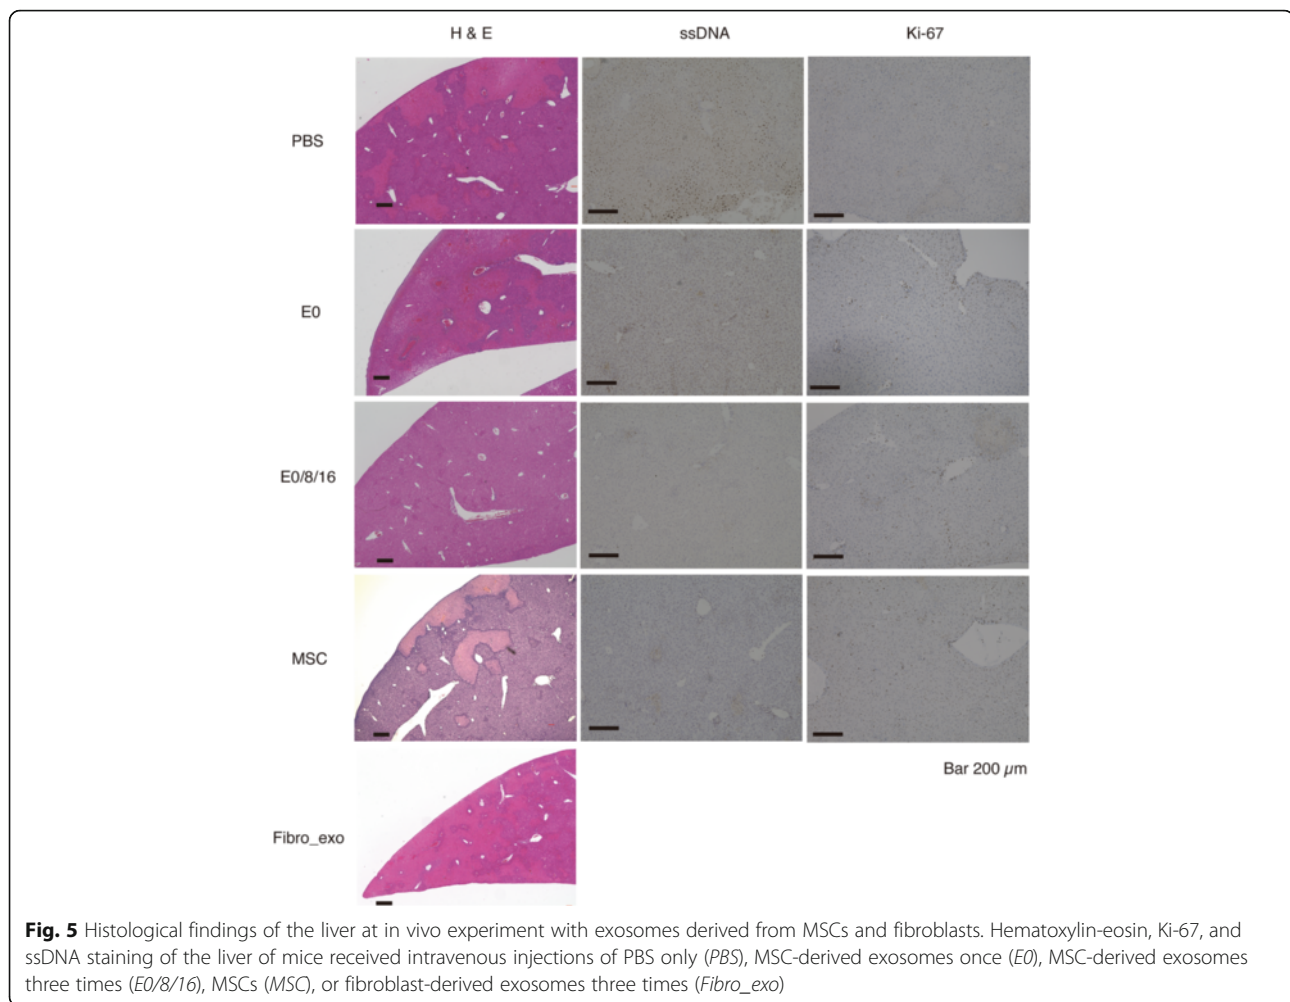 H & E ssDNA Ki-67
PBS
E0
E0/8/16
MSC
Bar 200 µm
Fibro_exo
Fig. 5 Histological findings of the liver at in vivo experiment with exosomes derived from MSCs and fibroblasts. Hematoxylin-eosin, Ki-67, and
ssDNA staining of the liver of mice received intravenous injections of PBS only (PBS), MSC-derived exosomes once (E0), MSC-derived exosomes
three times (E0/8/16), MSCs (MSC), or fibroblast-derived exosomes three times (Fibro_exo)